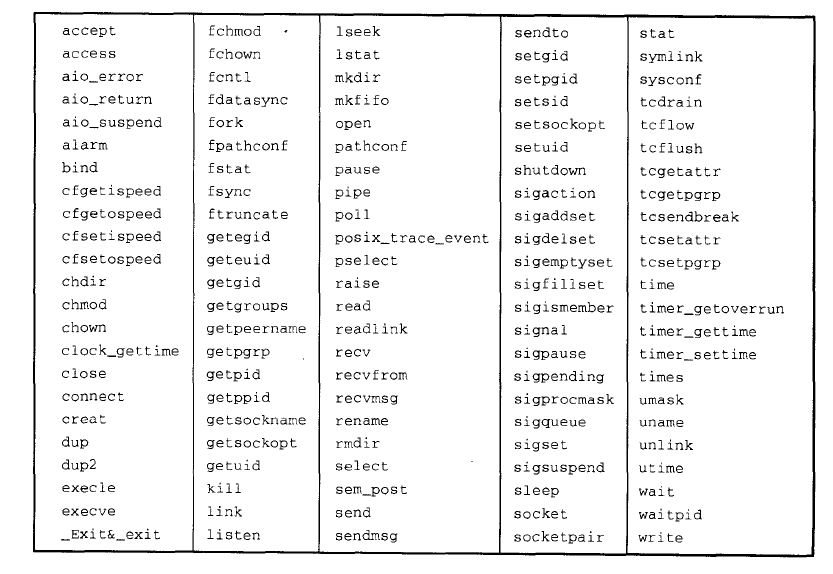 accept
access
aio_error
aio_return
aio_suspend
alarm
bind
cfgetispeed
cfgetospeed
cfsetispeed
cfsetospeed
chdir
chmod
chown
clock_gettime
close
connect
creat
dup
dup2
execle
execve
_Exit&_exit
fchmod
fchown
fcntl
fdatasync
fork
fpathconf
fstat
fsync
ftruncate
getegid
geteuid
getgid
getgroups
getpeername
getpgrp
getpid
getppid
getsockname
getsockopt
getuid
kill
link
listen
lseek
lstat
mkdir
mkfifo
open
pathconf
pause
pipe
poll
posix_trace_event
pselect
raise
read
readlink
recv
recvfrom
recvmsg
rename
rmdir
select
sem_post
send
sendmsg
sendto
setgid
setpgid
setsid
setsockopt
setuid
shutdown
sigaction
sigaddset
sigdelset
sigemptyset
sigfillset
sigismember
signal
sigpause
sigpending
sigprocmask
sigqueue
sigset
sigsuspend
sleep
socket
socketpair
stat
symlink
sysconf
tcdrain
tcflow
tcflush
tcgetattr
tcgetpgrp
tcsendbreak
tcsetattr
tcsetpgrp
time
timer_getoverrun
timer_gettime
timer_settime
times
umask
uname
unlink
utime
wait
waitpid
write